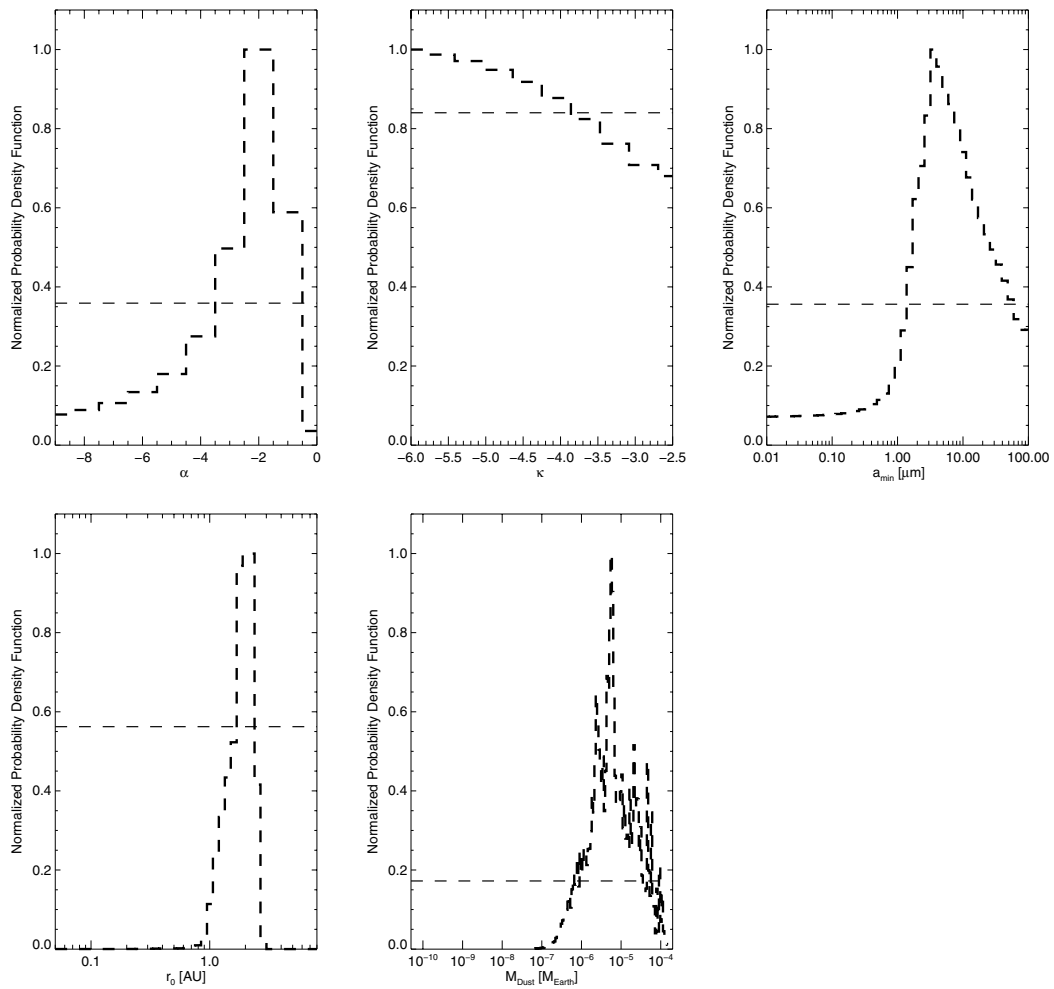 Normalized Probability Density Function
1.0
0.8
0.6
0.4
0.2
0.0
−8 −6 −4 −2 0
α
Normalized Probability Density Function
1.0
0.8
0.6
0.4
0.2
0.0
−6.0 −5.5 −5.0 −4.5 −4.0 −3.5 −3.0 −2.5
κ
Normalized Probability Density Function
1.0
0.8
0.6
0.4
0.2
0.0
0.01 0.10 1.00 10.00 100.00
a_min [μm]
Normalized Probability Density Function
1.0
0.8
0.6
0.4
0.2
0.0
0.1 1.0
r_0 [AU]
Normalized Probability Density Function
1.0
0.8
0.6
0.4
0.2
0.0
10⁻¹⁰ 10⁻⁹ 10⁻⁸ 10⁻⁷ 10⁻⁶ 10⁻⁵ 10⁻⁴
M_Dust [M_Earth]